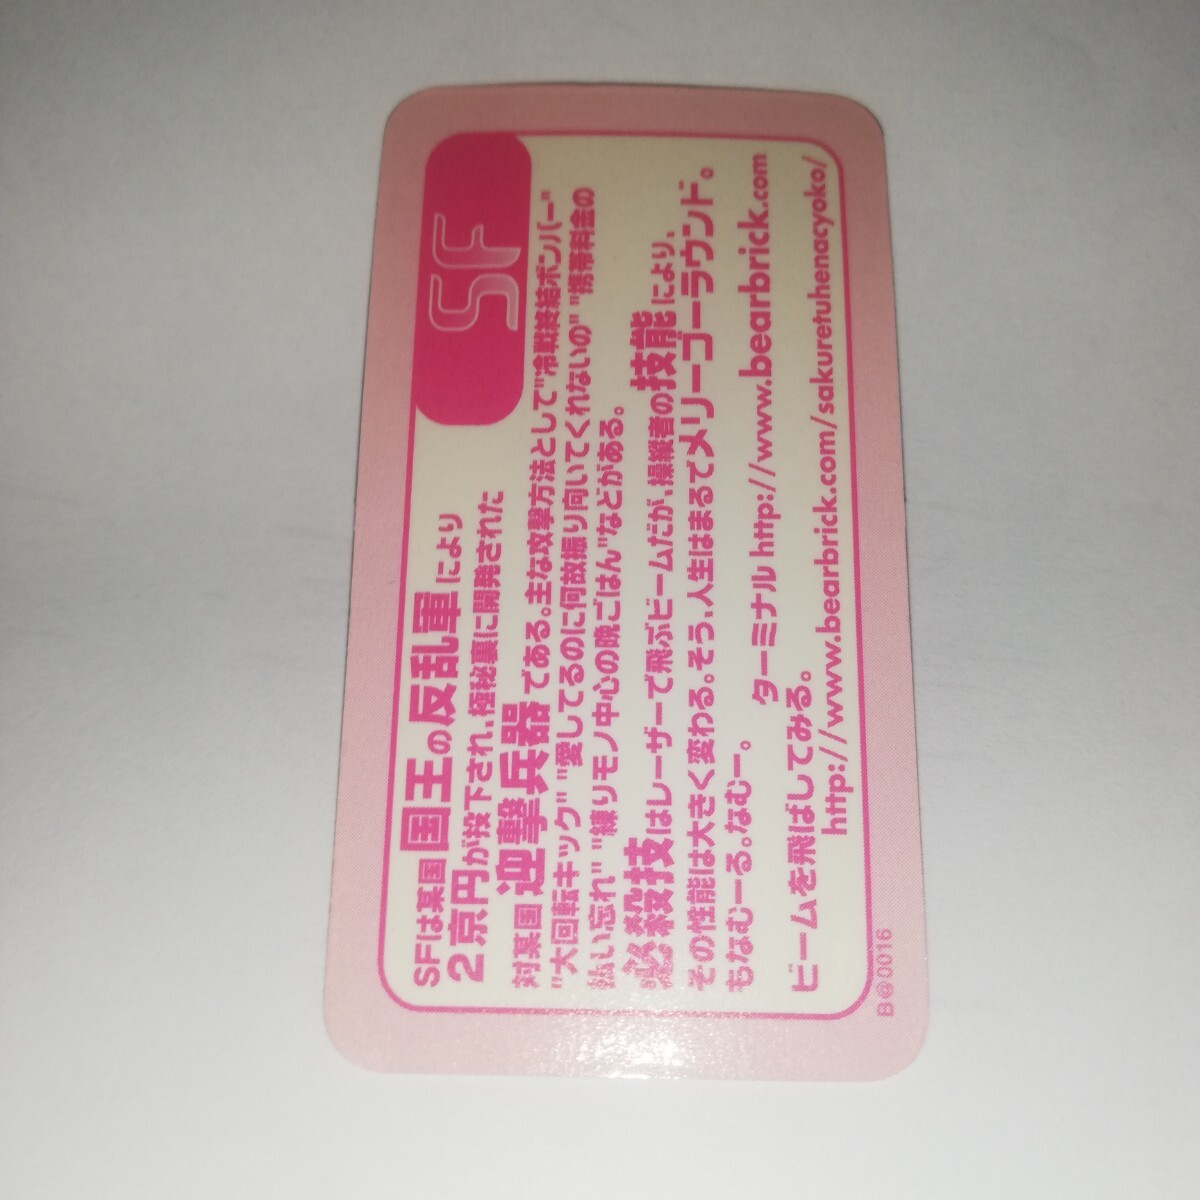 SF
SFは某国国王の反乱軍により
2京円が投下され、極秘裏に開発された
対某国迎撃兵器である。主な攻撃方法として"冷戦終結ボンバー"
"大回転キック""愛してるのに何故振り向いてくれないの""携帯料金の
払い忘れ""練りモノ中心の晩ごはん"などがある。
必殺技はレーザーで飛ぶビームだが、操縦者の技能により、
その性能は大きく変わる。そう、人生はまるでメリーゴーラウンド。
もなむーる。なむー。
ターミナル http://www.bearbrick.com
ビームを飛ばしてみる。
http://www.bearbrick.com/sakuretuhenacyoko/
B@0016